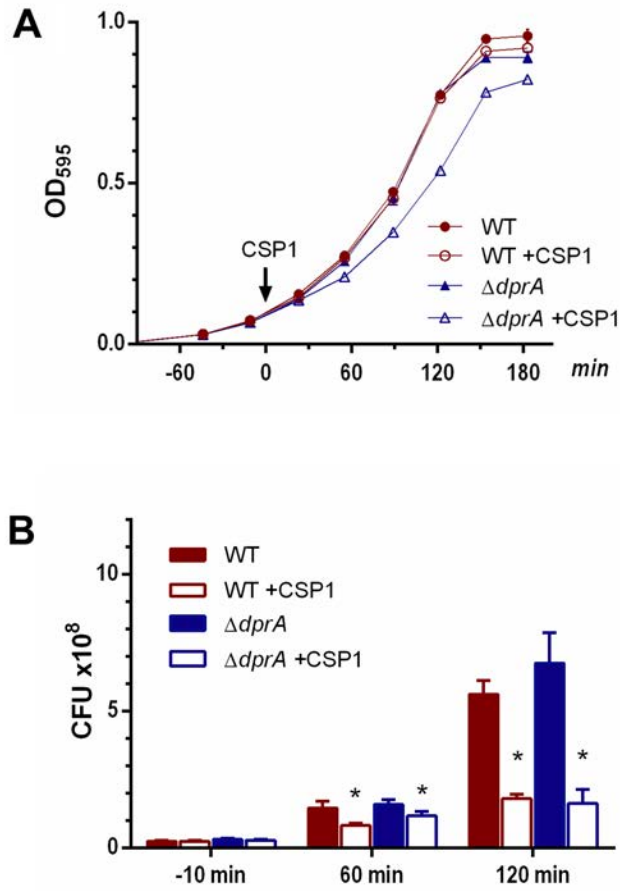 A
1.0
OD595
0.5
CSP1
WT
WT +CSP1
ΔdprA
ΔdprA +CSP1
0.0
-60 0 60 120 180 min
B
WT
WT +CSP1
ΔdprA
ΔdprA +CSP1
10
CFU x10⁸
5
* * * *
0
-10 min 60 min 120 min